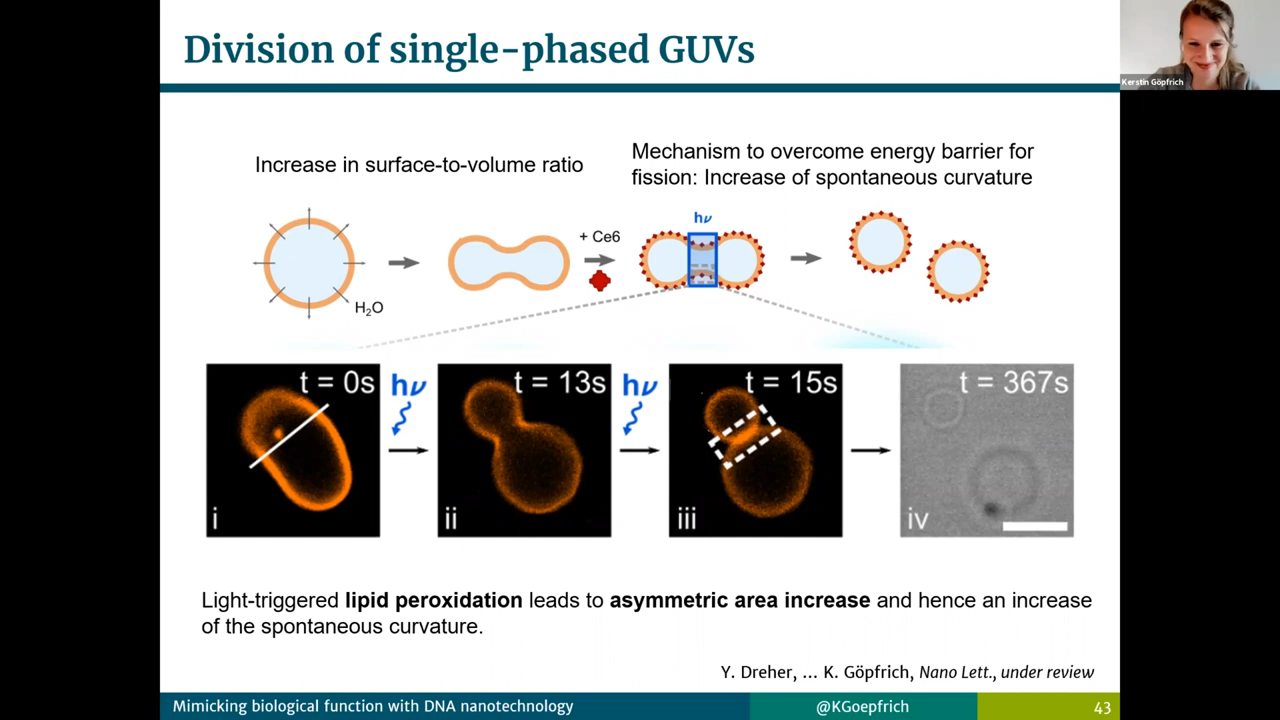 Division of single-phased GUVs
Kerstin Göpfrich
Increase in surface-to-volume ratio
Mechanism to overcome energy barrier for
fission: Increase of spontaneous curvature
hν
+ Ce6
H₂O
t = 0s
hν
t = 13s
hν
t = 15s
t = 367s
i
ii
iii
iv
Light-triggered lipid peroxidation leads to asymmetric area increase and hence an increase
of the spontaneous curvature.
Y. Dreher, ... K. Göpfrich, Nano Lett., under review
Mimicking biological function with DNA nanotechnology
@KGoepfrich
43